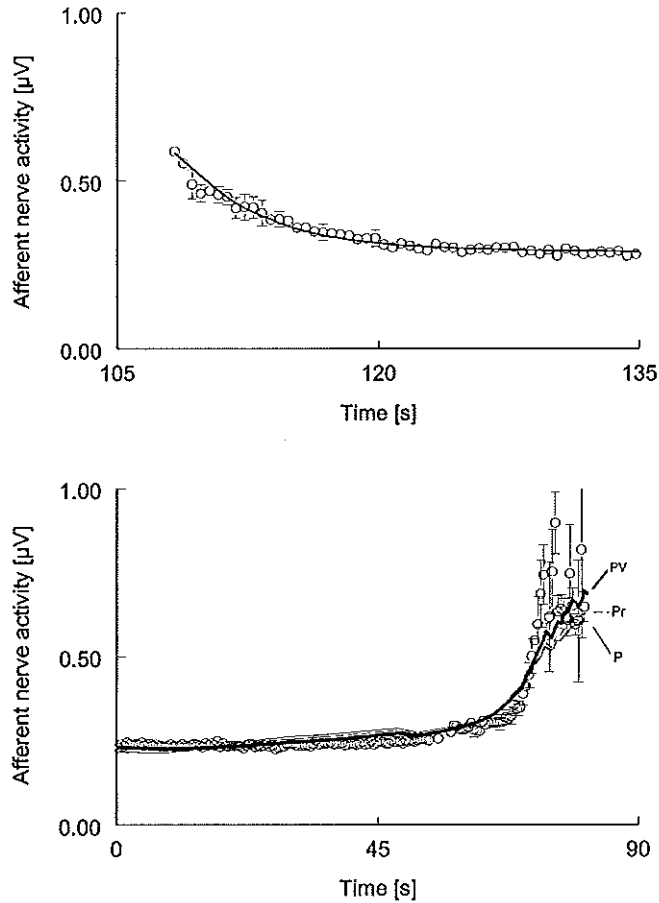 1.00
0.50
0.00
Afferent nerve activity [µV]
105
120
135
Time [s]
1.00
0.50
0.00
Afferent nerve activity [µV]
PV
Pr
P
0
45
90
Time [s]